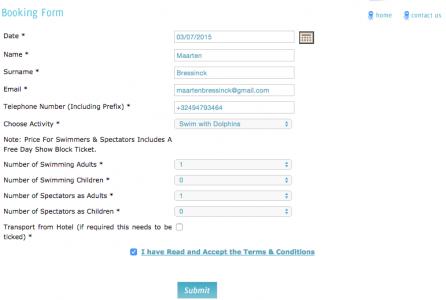 Booking Form
home
contact us
Date *
03/07/2015
Name *
Maarten
Surname *
Bressinck
Email *
maartenbressinck@gmail.com
Telephone Number (Including Prefix) *
+32494793464
Choose Activity *
Swim with Dolphins
Note: Price For Swimmers & Spectators Includes A
Free Day Show Block Ticket.
Number of Swimming Adults *
1
Number of Swimming Children *
0
Number of Spectators as Adults *
1
Number of Spectators as Children *
0
Transport from Hotel (if required this needs to be
ticked) *
I have Read and Accept the Terms & Conditions
Submit